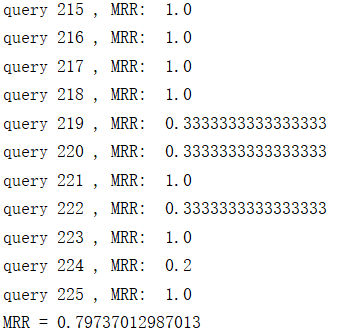 query 215 , MRR:  1.0
query 216 , MRR:  1.0
query 217 , MRR:  1.0
query 218 , MRR:  1.0
query 219 , MRR:  0.3333333333333333
query 220 , MRR:  0.3333333333333333
query 221 , MRR:  1.0
query 222 , MRR:  0.3333333333333333
query 223 , MRR:  1.0
query 224 , MRR:  0.2
query 225 , MRR:  1.0
MRR = 0.79737012987013